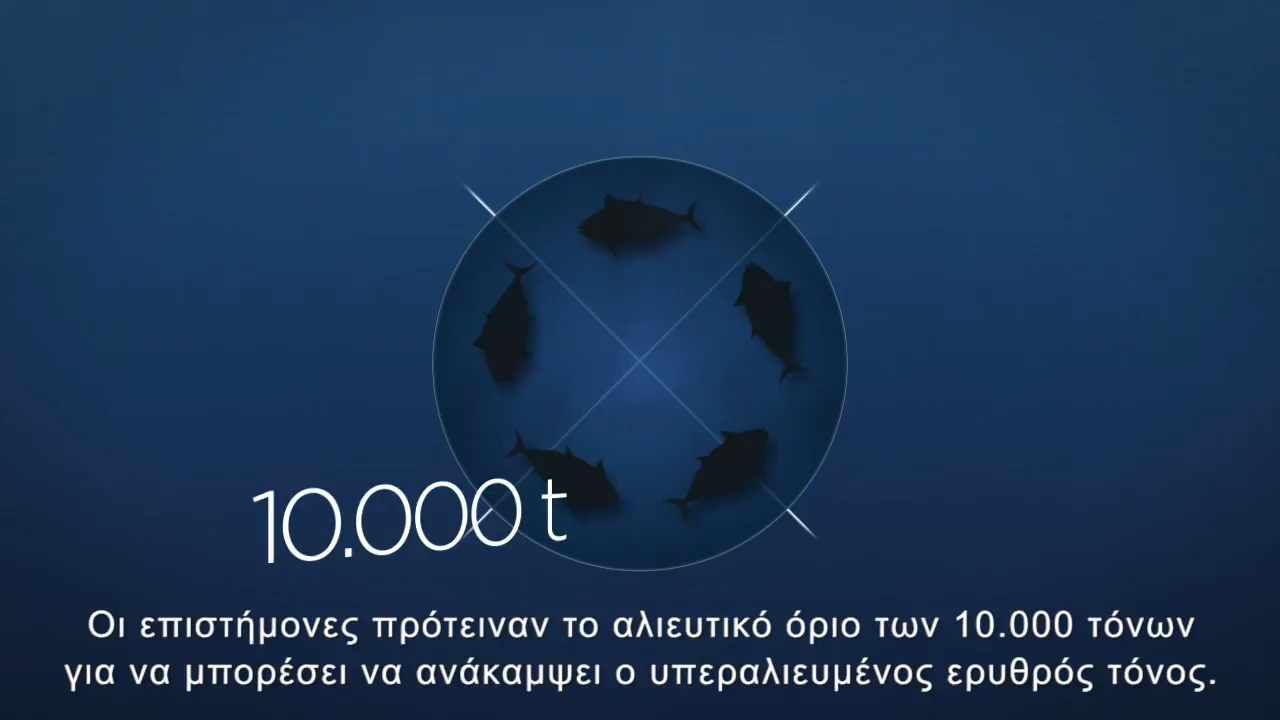 10.000 t
Οι επιστήμονες πρότειναν το αλιευτικό όριο των 10.000 τόνων
για να μπορέσει να ανάκαμψει ο υπεραλιευμένος ερυθρός τόνος.